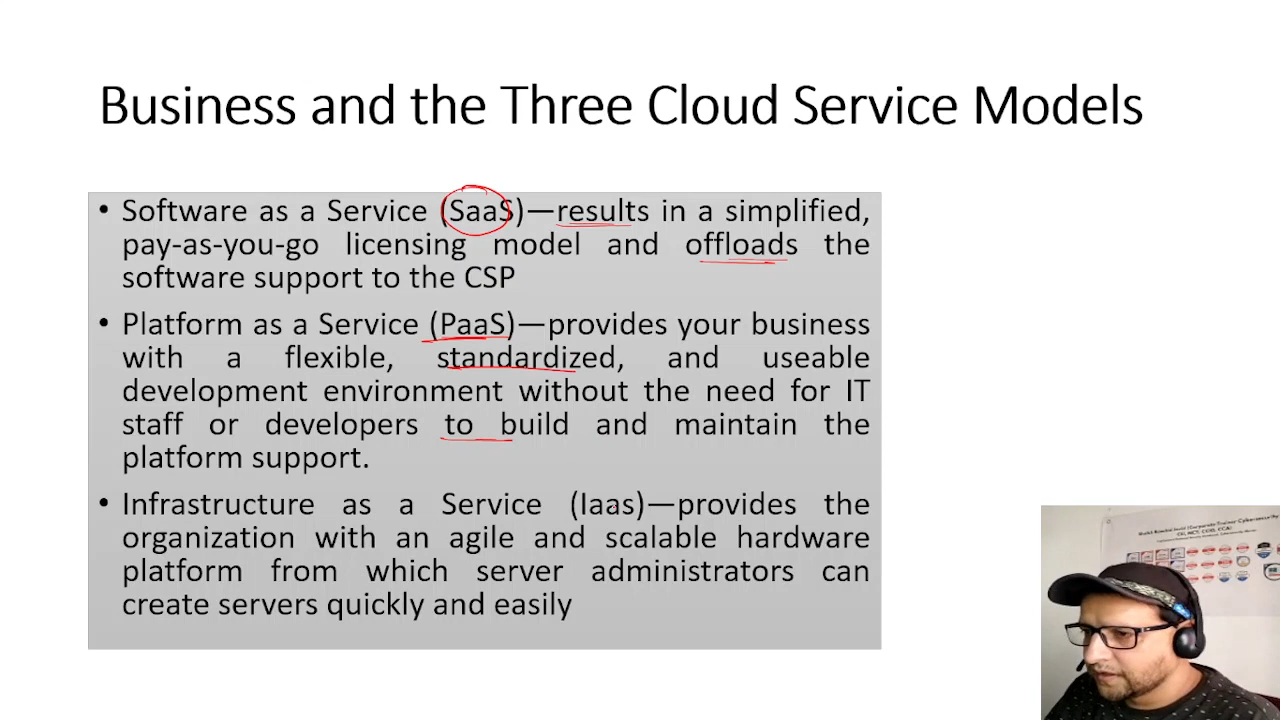 Business and the Three Cloud Service Models
• Software as a Service (SaaS)—results in a simplified,
pay-as-you-go licensing model and offloads the
software support to the CSP
• Platform as a Service (PaaS)—provides your business
with a flexible, standardized, and useable
development environment without the need for IT
staff or developers to build and maintain the
platform support.
• Infrastructure as a Service (Iaas)—provides the
organization with an agile and scalable hardware
platform from which server administrators can
create servers quickly and easily